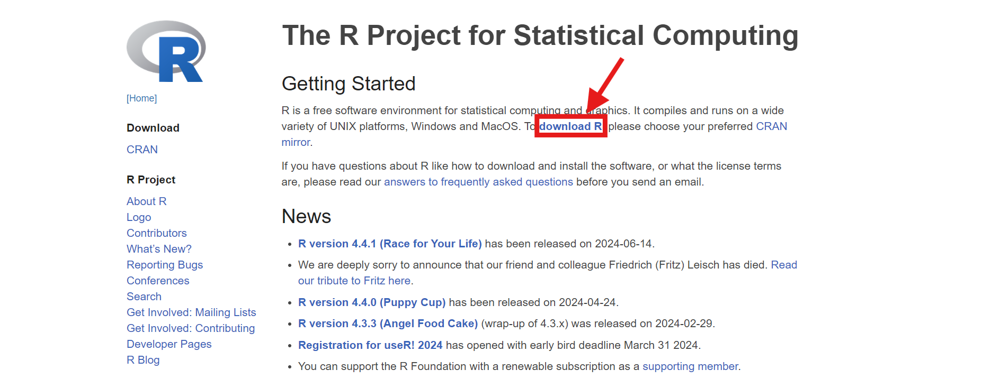 R
[Home]
Download
CRAN
R Project
About R
Logo
Contributors
What's New?
Reporting Bugs
Conferences
Search
Get Involved: Mailing Lists
Get Involved: Contributing
Developer Pages
R Blog
The R Project for Statistical Computing
Getting Started
R is a free software environment for statistical computing and graphics. It compiles and runs on a wide
variety of UNIX platforms, Windows and MacOS. To download R please choose your preferred CRAN
mirror.
If you have questions about R like how to download and install the software, or what the license terms
are, please read our answers to frequently asked questions before you send an email.
News
• R version 4.4.1 (Race for Your Life) has been released on 2024-06-14.
• We are deeply sorry to announce that our friend and colleague Friedrich (Fritz) Leisch has died. Read
our tribute to Fritz here.
• R version 4.4.0 (Puppy Cup) has been released on 2024-04-24.
• R version 4.3.3 (Angel Food Cake) (wrap-up of 4.3.x) was released on 2024-02-29.
• Registration for useR! 2024 has opened with early bird deadline March 31 2024.
• You can support the R Foundation with a renewable subscription as a supporting member.